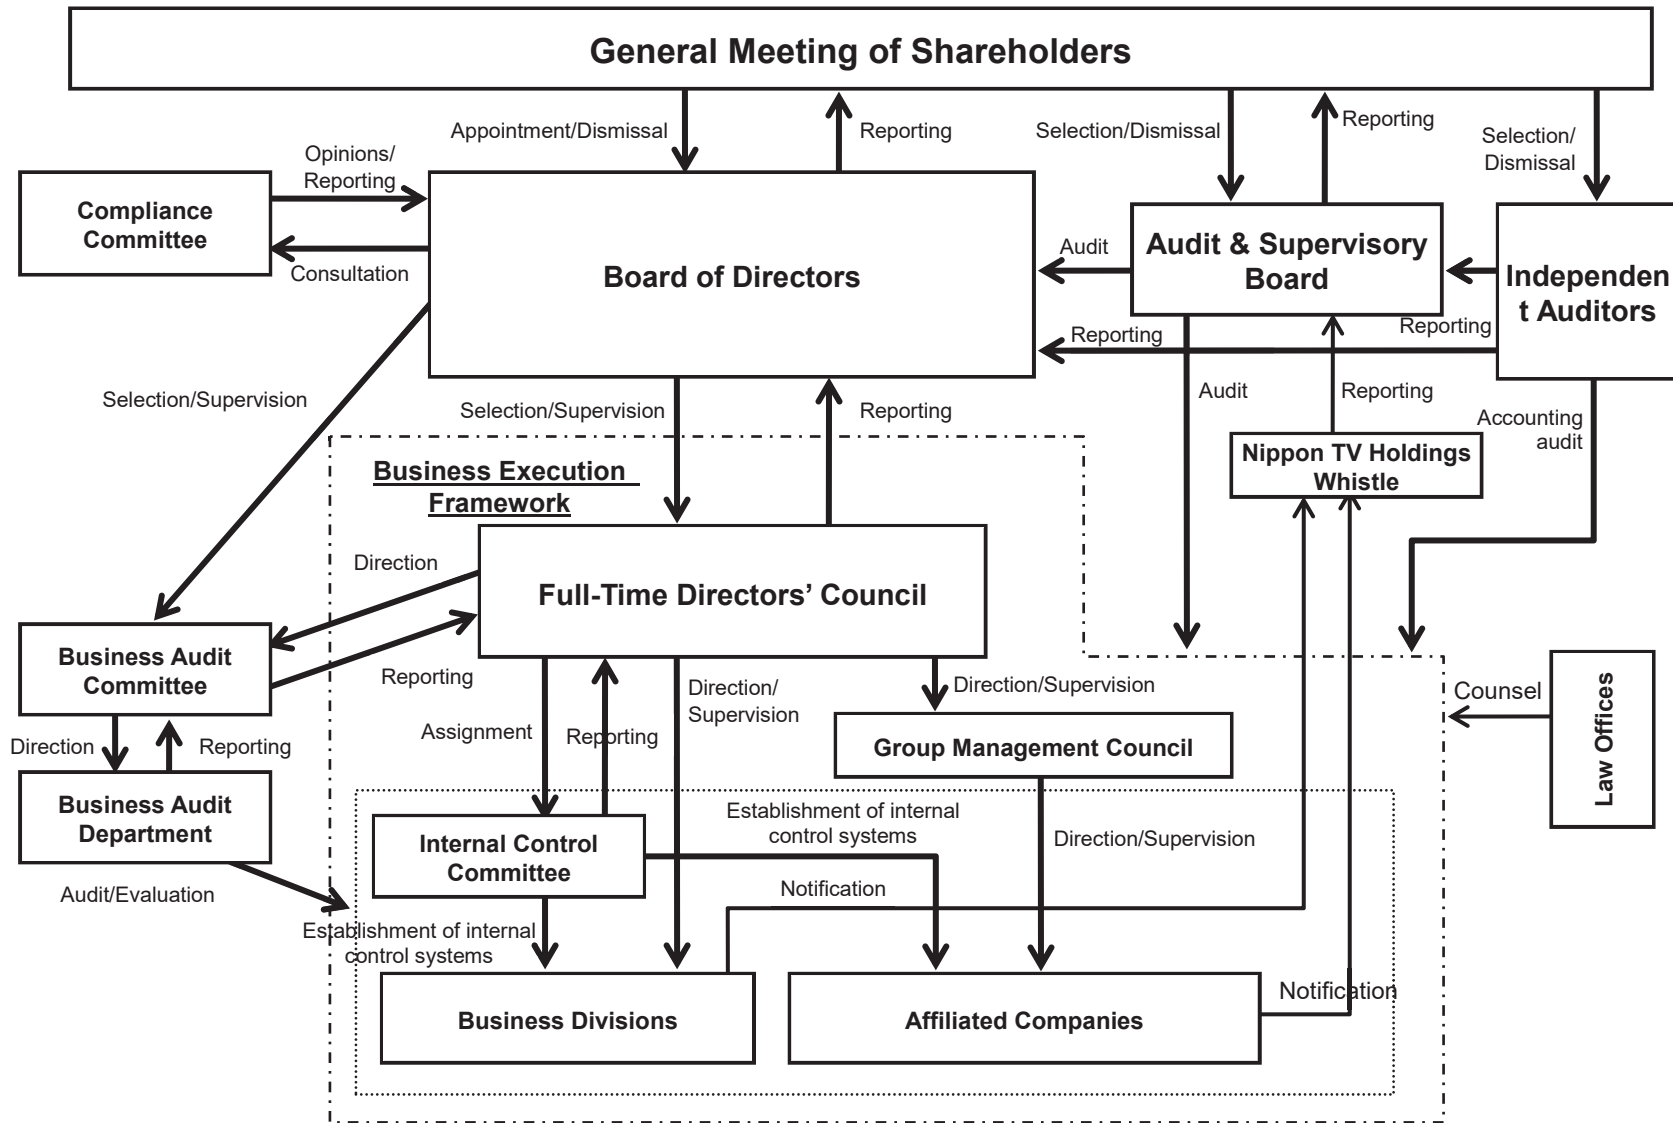 General Meeting of Shareholders
Appointment/Dismissal
Reporting
Selection/Dismissal
Reporting
Selection/
Dismissal
Opinions/
Reporting
Compliance
Committee
Consultation
Board of Directors
Audit
Audit & Supervisory
Board
Independen
t Auditors
Reporting
Reporting
Selection/Supervision
Selection/Supervision
Reporting
Audit
Reporting
Accounting
audit
Nippon TV Holdings
Whistle
Business Execution
Framework
Direction
Full-Time Directors’ Council
Business Audit
Committee
Reporting
Direction/
Supervision
Direction/Supervision
Assignment
Reporting
Counsel
Law Offices
Direction
Reporting
Group Management Council
Business Audit
Department
Audit/Evaluation
Internal Control
Committee
Establishment of internal
control systems
Direction/Supervision
Notification
Establishment of internal
control systems
Business Divisions
Affiliated Companies
Notification